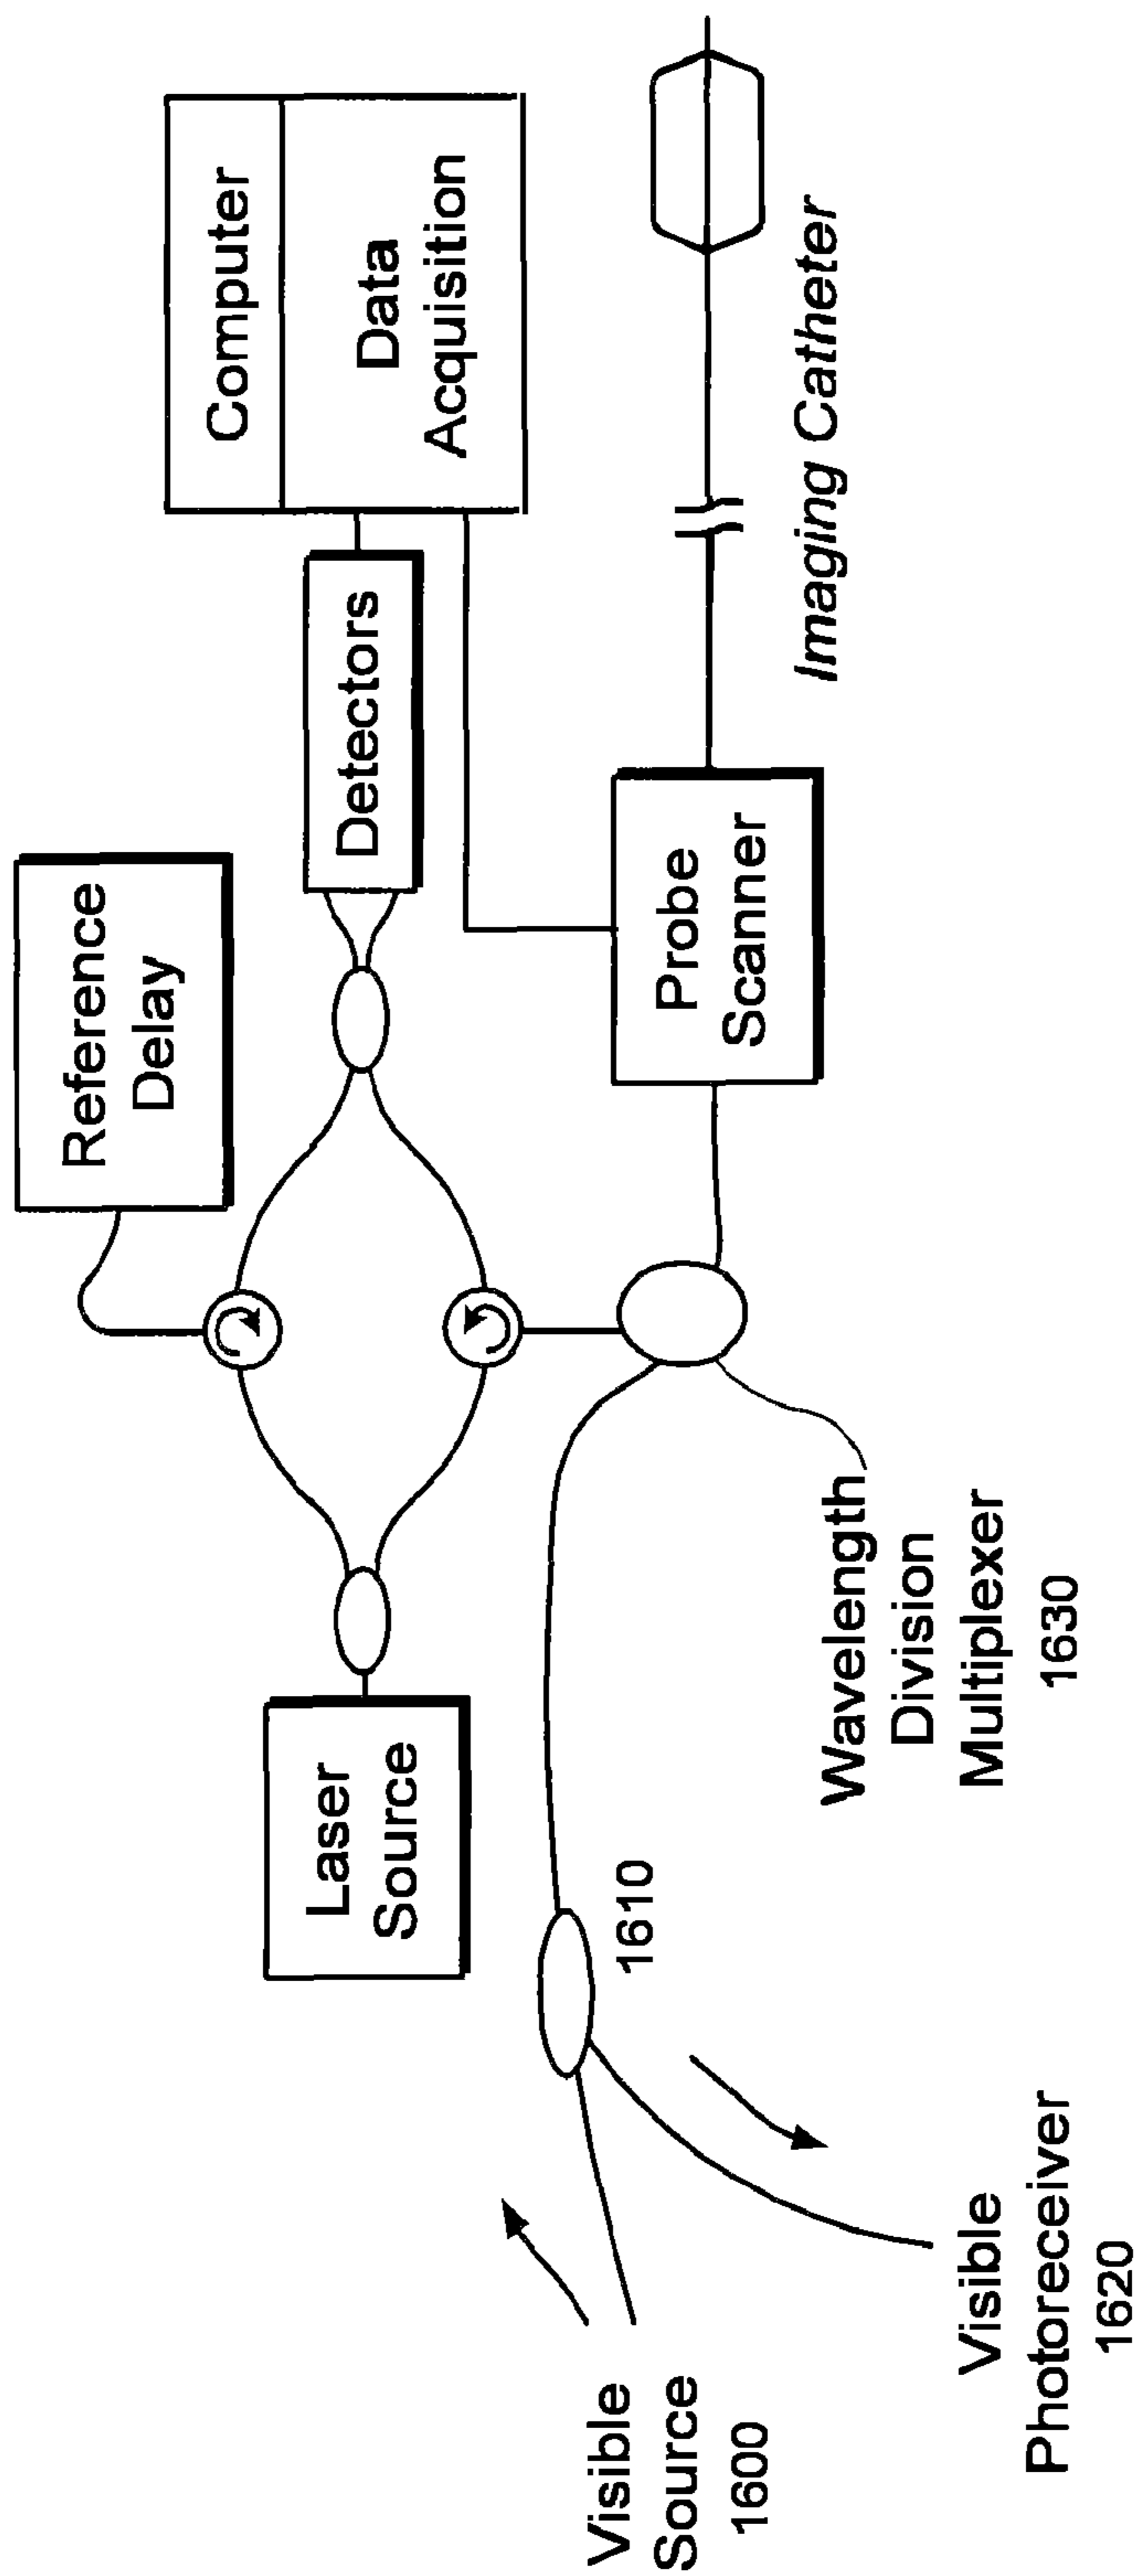 Reference
Delay
Computer
Data
Acquisition
Detectors
Laser
Source
Probe
Scanner
Imaging Catheter
1610
Wavelength
Division
Multiplexer
1630
Visible
Source
1600
Visible
Photoreceiver
1620